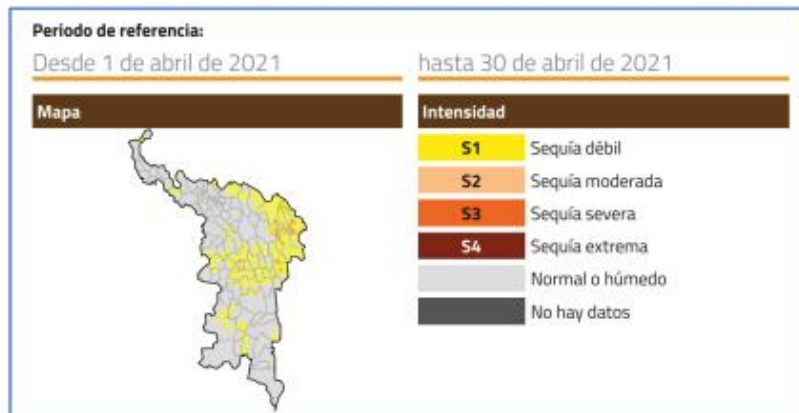 Periodo de referencia:
Desde 1 de abril de 2021
hasta 30 de abril de 2021
Mapa
Intensidad
S1 Sequía débil
S2 Sequía moderada
S3 Sequía severa
S4 Sequía extrema
Normal o húmedo
No hay datos